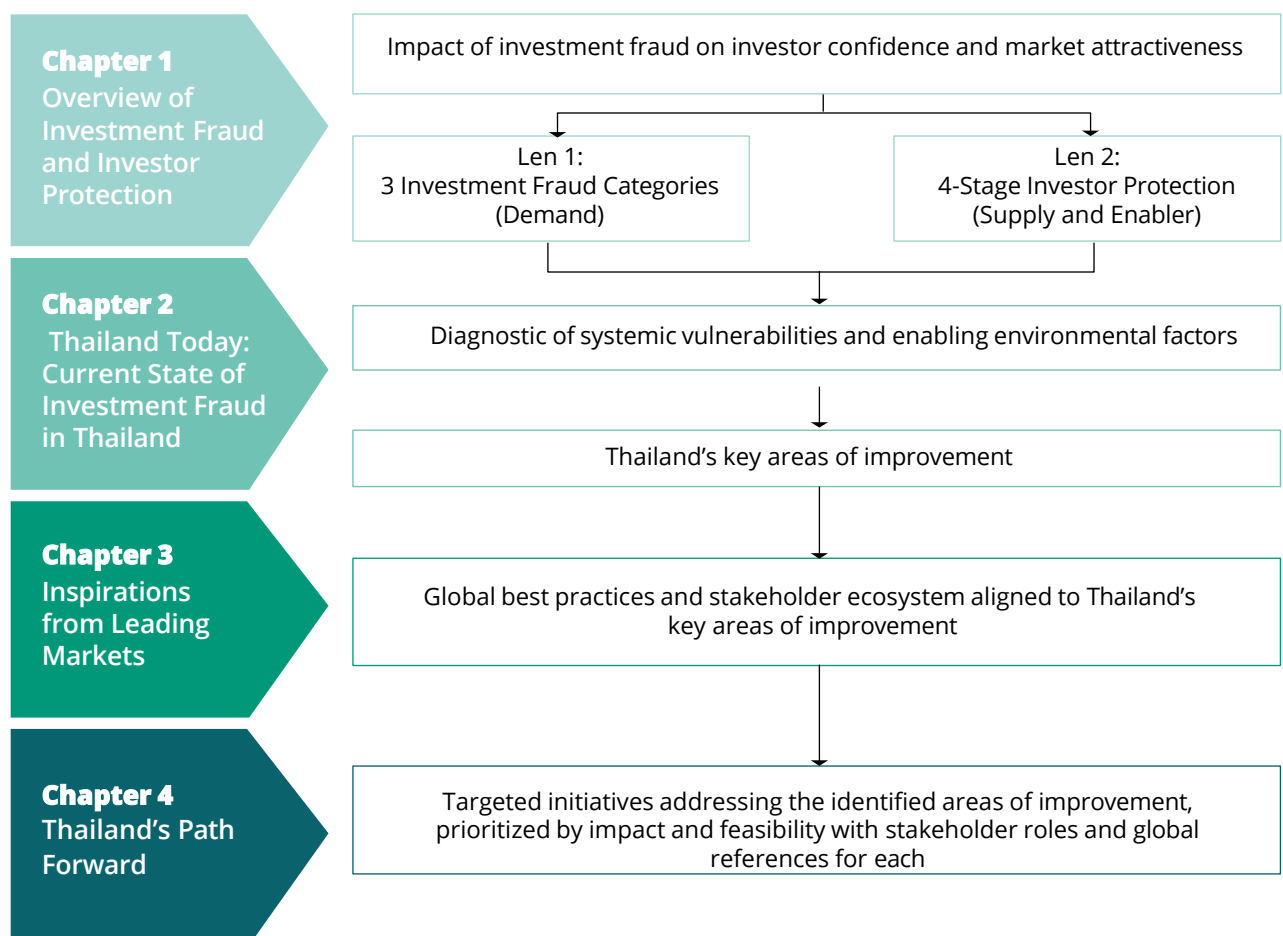 Chapter 1
Overview of
Investment Fraud
and Investor
Protection
Impact of investment fraud on investor confidence and market attractiveness
Len 1:
3 Investment Fraud Categories
(Demand)
Len 2:
4-Stage Investor Protection
(Supply and Enabler)
Chapter 2
Thailand Today:
Current State of
Investment Fraud
in Thailand
Diagnostic of systemic vulnerabilities and enabling environmental factors
Thailand's key areas of improvement
Chapter 3
Inspirations
from Leading
Markets
Global best practices and stakeholder ecosystem aligned to Thailand's
key areas of improvement
Chapter 4
Thailand's Path
Forward
Targeted initiatives addressing the identified areas of improvement,
prioritized by impact and feasibility with stakeholder roles and global
references for each